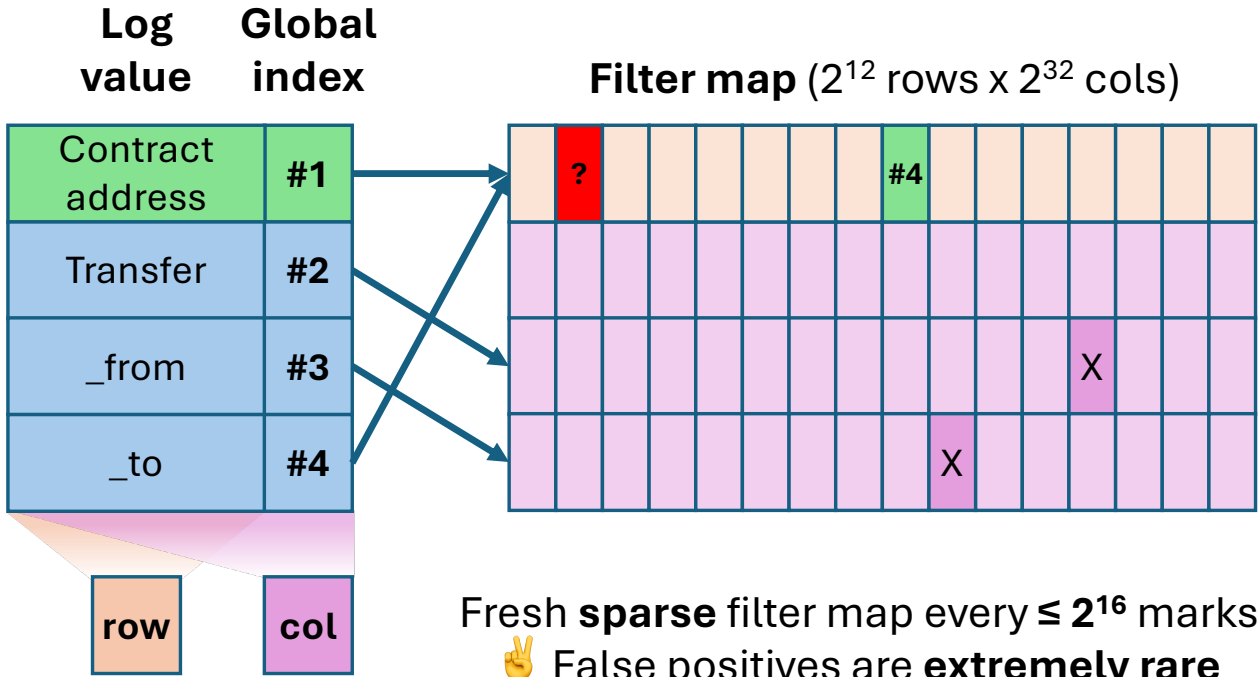 Log value
Global index
Filter map (2¹² rows x 2³² cols)
Contract address
#1
?
#4
Transfer
#2
_from
#3
X
_to
#4
X
row
col
Fresh sparse filter map every ≤ 2¹⁶ marks
✌️ False positives are extremely rare